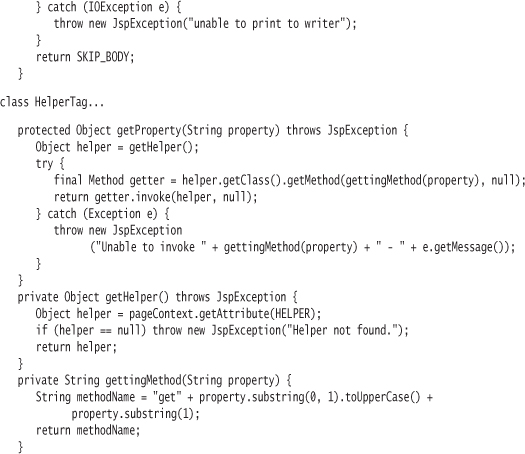 } catch (IOException e) {
throw new JspException("unable to print to writer");
}
return SKIP_BODY;
}
class HelperTag...
protected Object getProperty(String property) throws JspException {
Object helper = getHelper();
try {
final Method getter = helper.getClass().getMethod(gettingMethod(property), null);
return getter.invoke(helper, null);
} catch (Exception e) {
throw new JspException
("Unable to invoke " + gettingMethod(property) + " - " + e.getMessage());
}
}
private Object getHelper() throws JspException {
Object helper = pageContext.getAttribute(HELPER);
if (helper == null) throw new JspException("Helper not found.");
return helper;
}
private String gettingMethod(String property) {
String methodName = "get" + property.substring(0, 1).toUpperCase() +
property.substring(1);
return methodName;
}